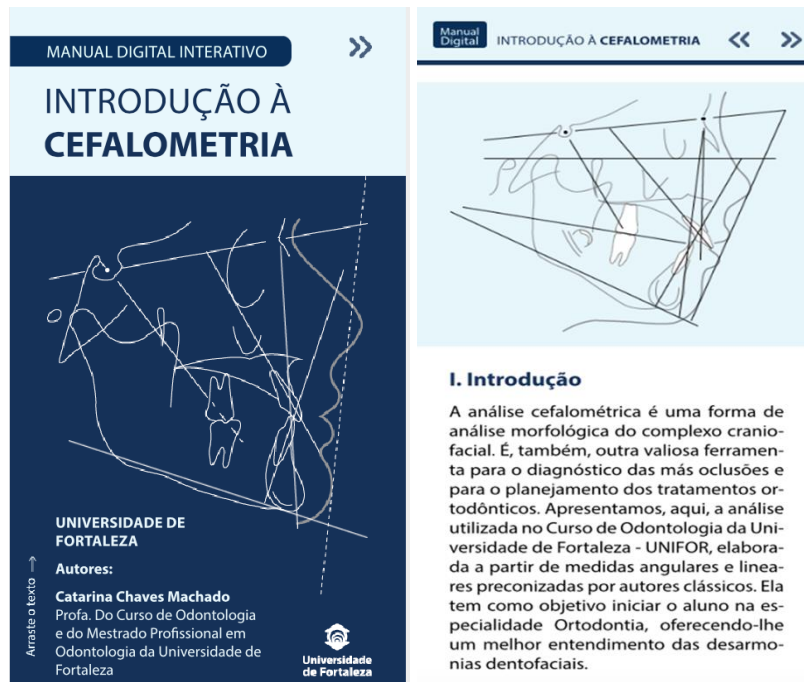 MANUAL DIGITAL INTERATIVO
INTRODUÇÃO À
CEFALOMETRIA
UNIVERSIDADE DE
FORTALEZA
Autores:
Catarina Chaves Machado
Profa. Do Curso de Odontologia
e do Mestrado Profissional em
Odontologia da Universidade de
Fortaleza
Arraste o texto
Universidade
de Fortaleza
Manual
Digital
INTRODUÇÃO À CEFALOMETRIA
I. Introdução
A análise cefalométrica é uma forma de
análise morfológica do complexo cranio-
facial. É, também, outra valiosa ferramen-
ta para o diagnóstico das más oclusões e
para o planejamento dos tratamentos or-
todônticos. Apresentamos, aqui, a análise
utilizada no Curso de Odontologia da Uni-
versidade de Fortaleza - UNIFOR, elabora-
da a partir de medidas angulares e linea-
res preconizadas por autores clássicos. Ela
tem como objetivo iniciar o aluno na es-
pecialidade Ortodontia, oferecendo-lhe
um melhor entendimento das desarmo-
nias dentofaciais.